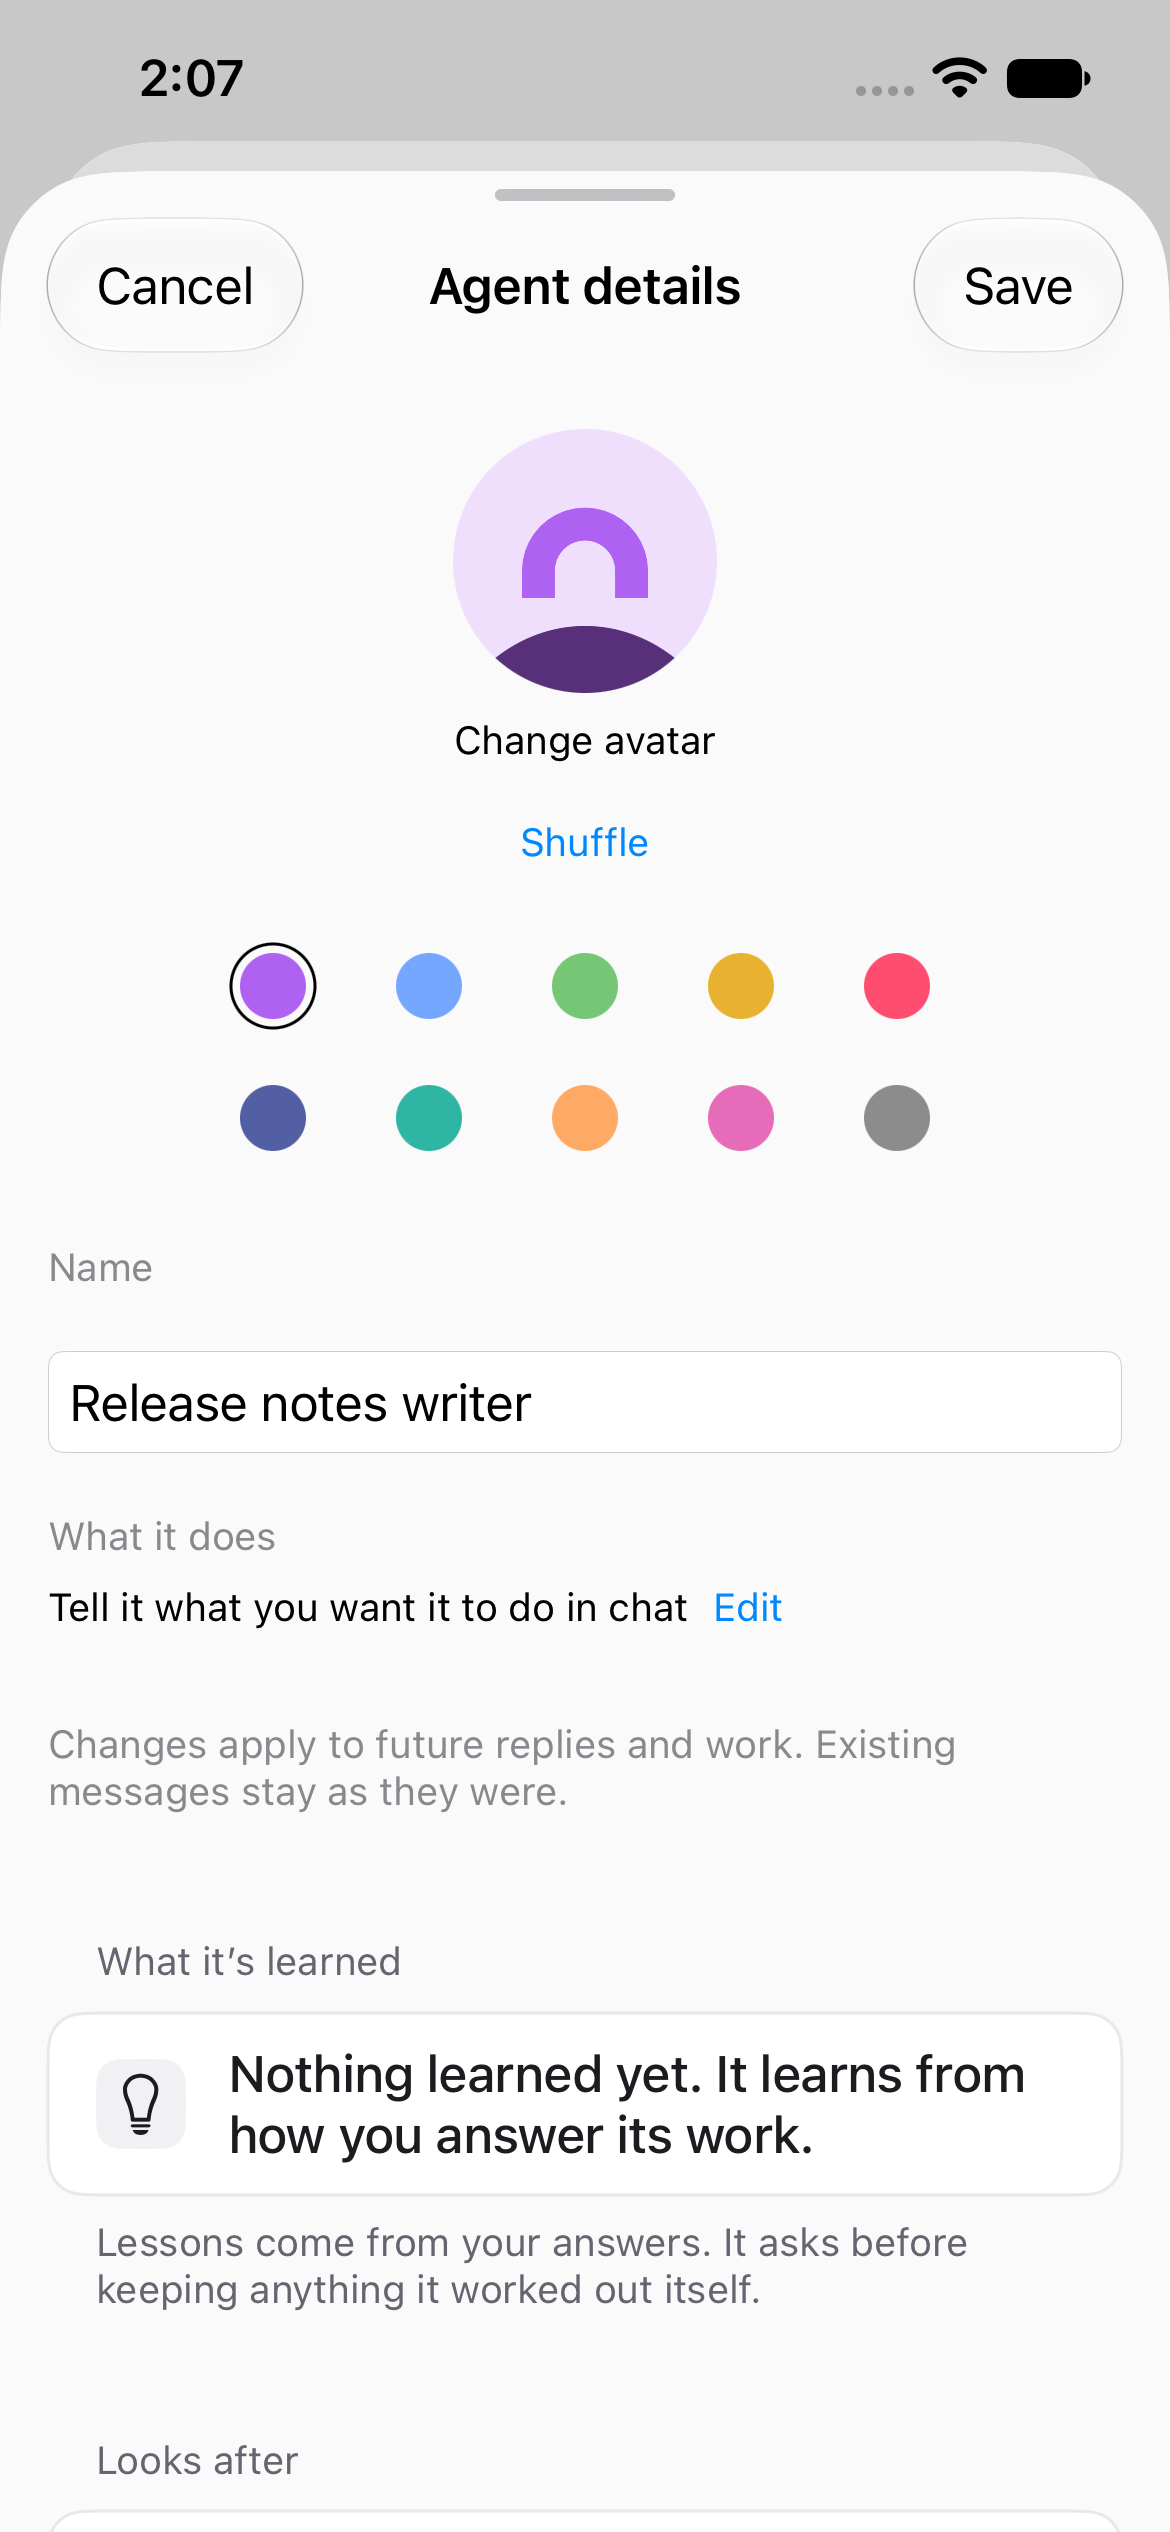 2:07
Cancel
Agent details
Save
Change avatar
Shuffle
Name
Release notes writer
What it does
Tell it what you want it to do in chat Edit
Changes apply to future replies and work. Existing
messages stay as they were.
What it’s learned
Nothing learned yet. It learns from
how you answer its work.
Lessons come from your answers. It asks before
keeping anything it worked out itself.
Looks after